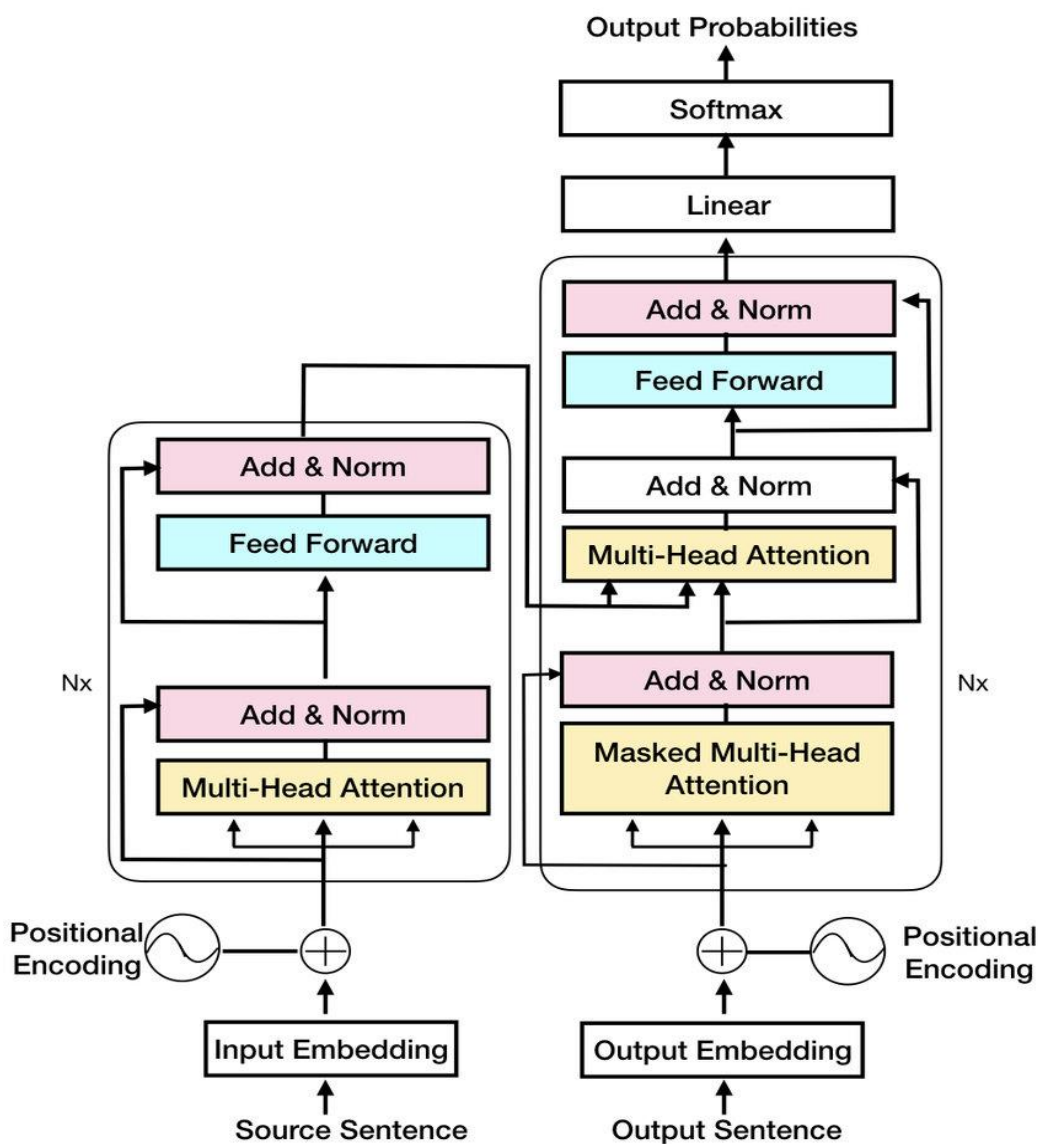 Output Probabilities
Softmax
Linear
Add & Norm
Feed Forward
Add & Norm
Multi-Head Attention
Add & Norm
Masked Multi-Head
Attention
Nx
Positional
Encoding
Output Embedding
Output Sentence
Add & Norm
Feed Forward
Add & Norm
Multi-Head Attention
Nx
Positional
Encoding
Input Embedding
Source Sentence